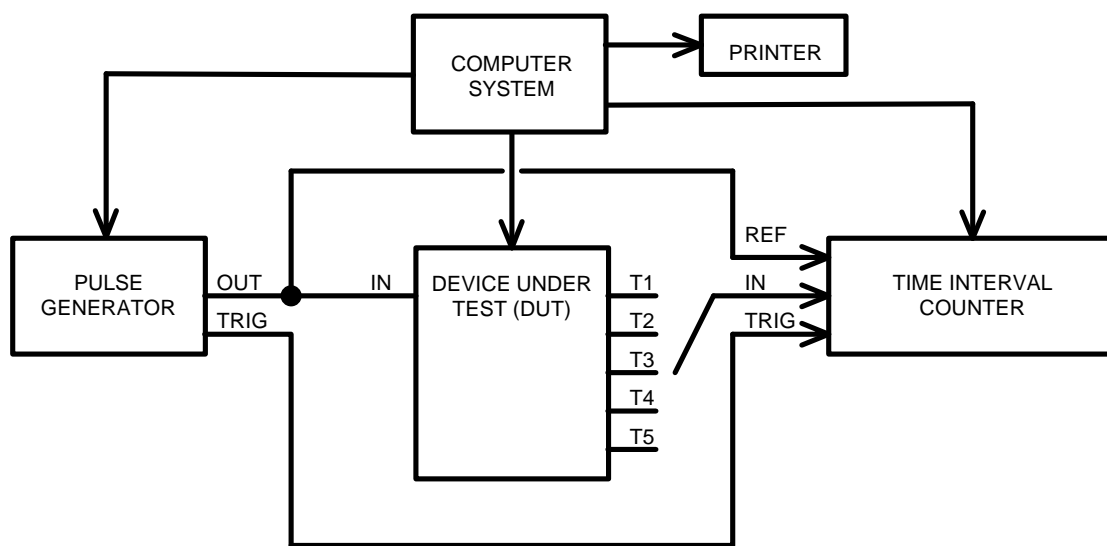 COMPUTER
SYSTEM
PRINTER
REF
PULSE
GENERATOR
OUT
TRIG
IN
DEVICE UNDER
TEST (DUT)
T1
T2
T3
T4
T5
IN
TRIG
TIME INTERVAL
COUNTER